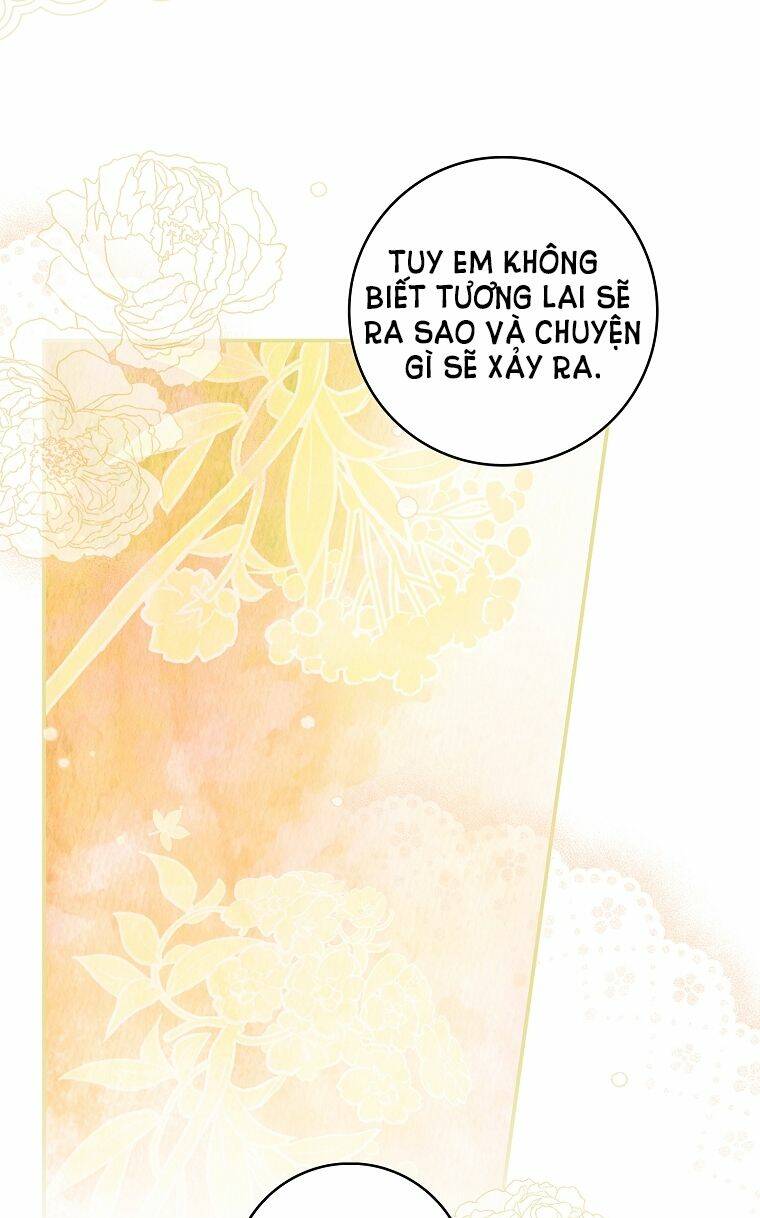 TUY EM KHÔNG
BIẾT TƯƠNG LAI SẼ
RA SAO VÀ CHUYỆN
GÌ SẼ XẢY RA.